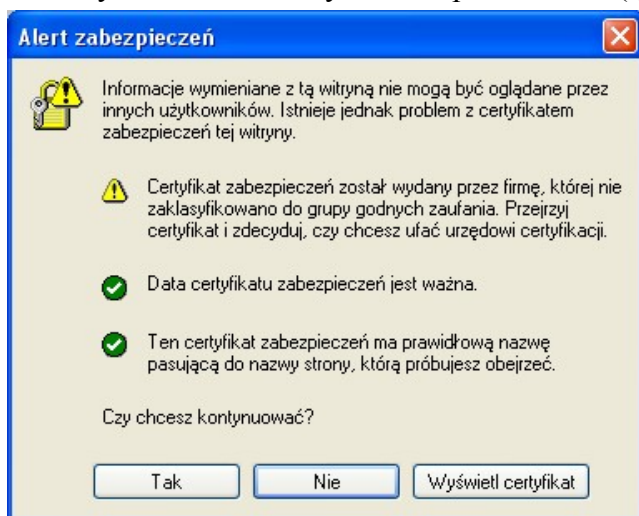 Alert zabezpieczeń
Informacje wymieniane z tą witryną nie mogą być oglądane przez
innych użytkowników. Istnieje jednak problem z certyfikatem
zabezpieczeń tej witryny.
Certyfikat zabezpieczeń został wydany przez firmę, której nie
zaklasyfikowano do grupy godnych zaufania. Przejrzyj
certyfikat i zdecyduj, czy chcesz ufać urzędowi certyfikacji.
Data certyfikatu zabezpieczeń jest ważna.
Ten certyfikat zabezpieczeń ma prawidłową nazwę
pasującą do nazwy strony, którą próbujesz obejrzeć.
Czy chcesz kontynuować?
Tak Nie Wyświetl certyfikat